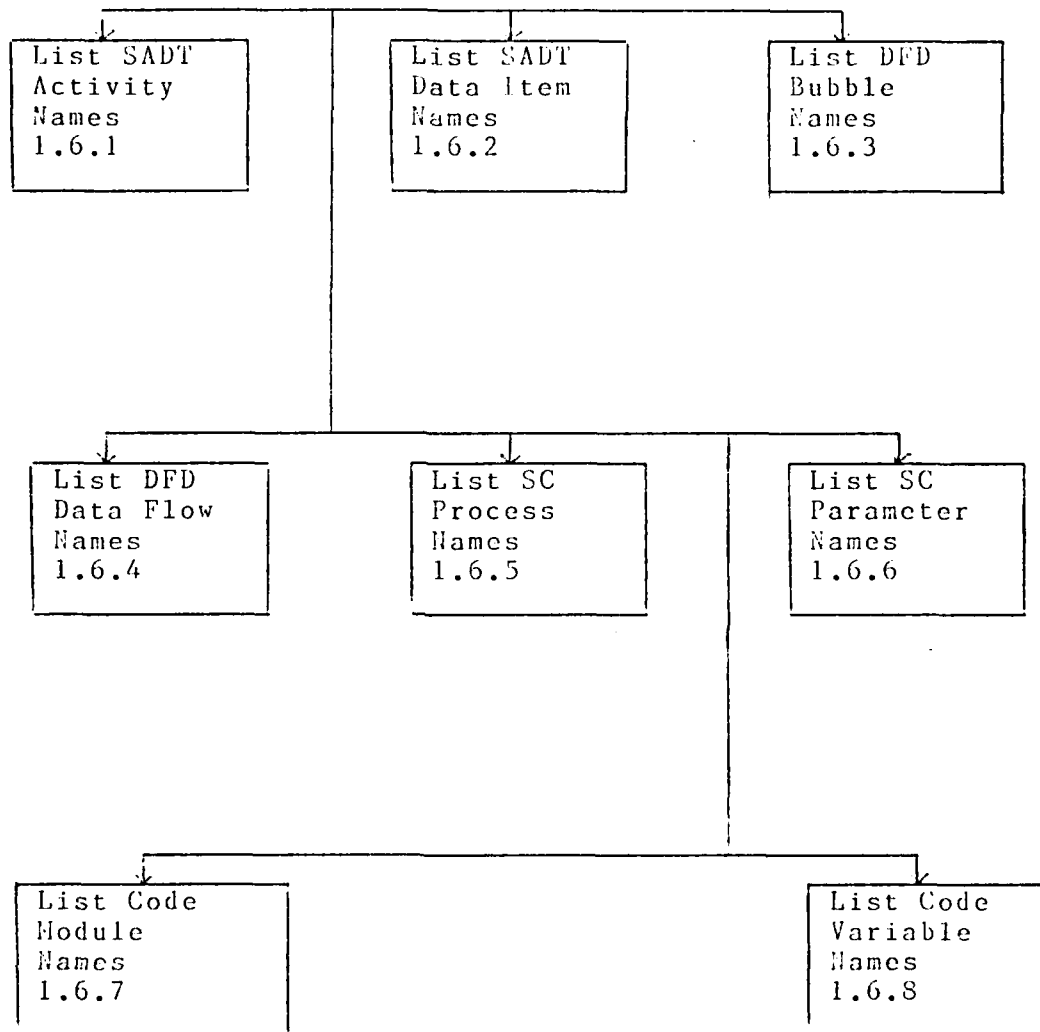 List SADT
Activity
Names
1.6.1
List SADT
Data Item
Names
1.6.2
List DFD
Bubble
Names
1.6.3
List DFD
Data Flow
Names
1.6.4
List SC
Process
Names
1.6.5
List SC
Parameter
Names
1.6.6
List Code
Module
Names
1.6.7
List Code
Variable
Names
1.6.8